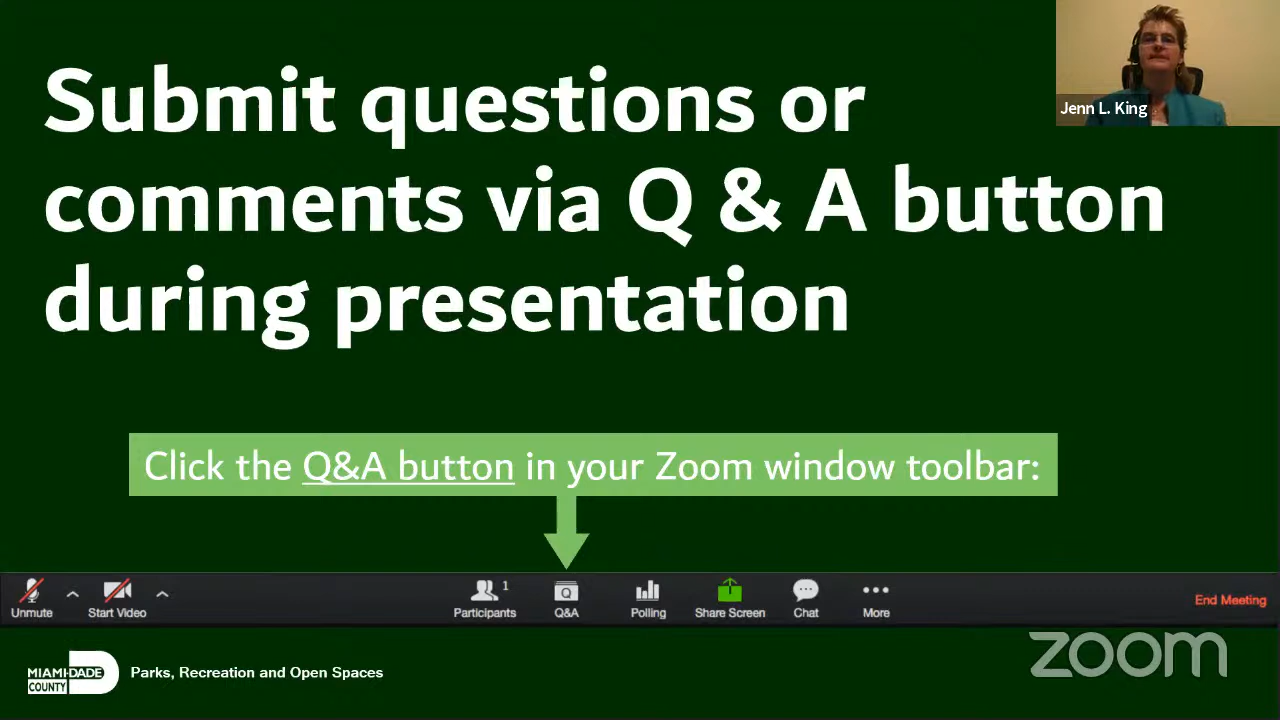 Submit questions or
comments via Q & A button
during presentation
Jenn L. King
Click the Q&A button in your Zoom window toolbar:
Unmute
Start Video
Participants
1
Q
Q&A
Polling
Share Screen
Chat
More
End Meeting
MIAMI-DADE
COUNTY
Parks, Recreation and Open Spaces
zoom